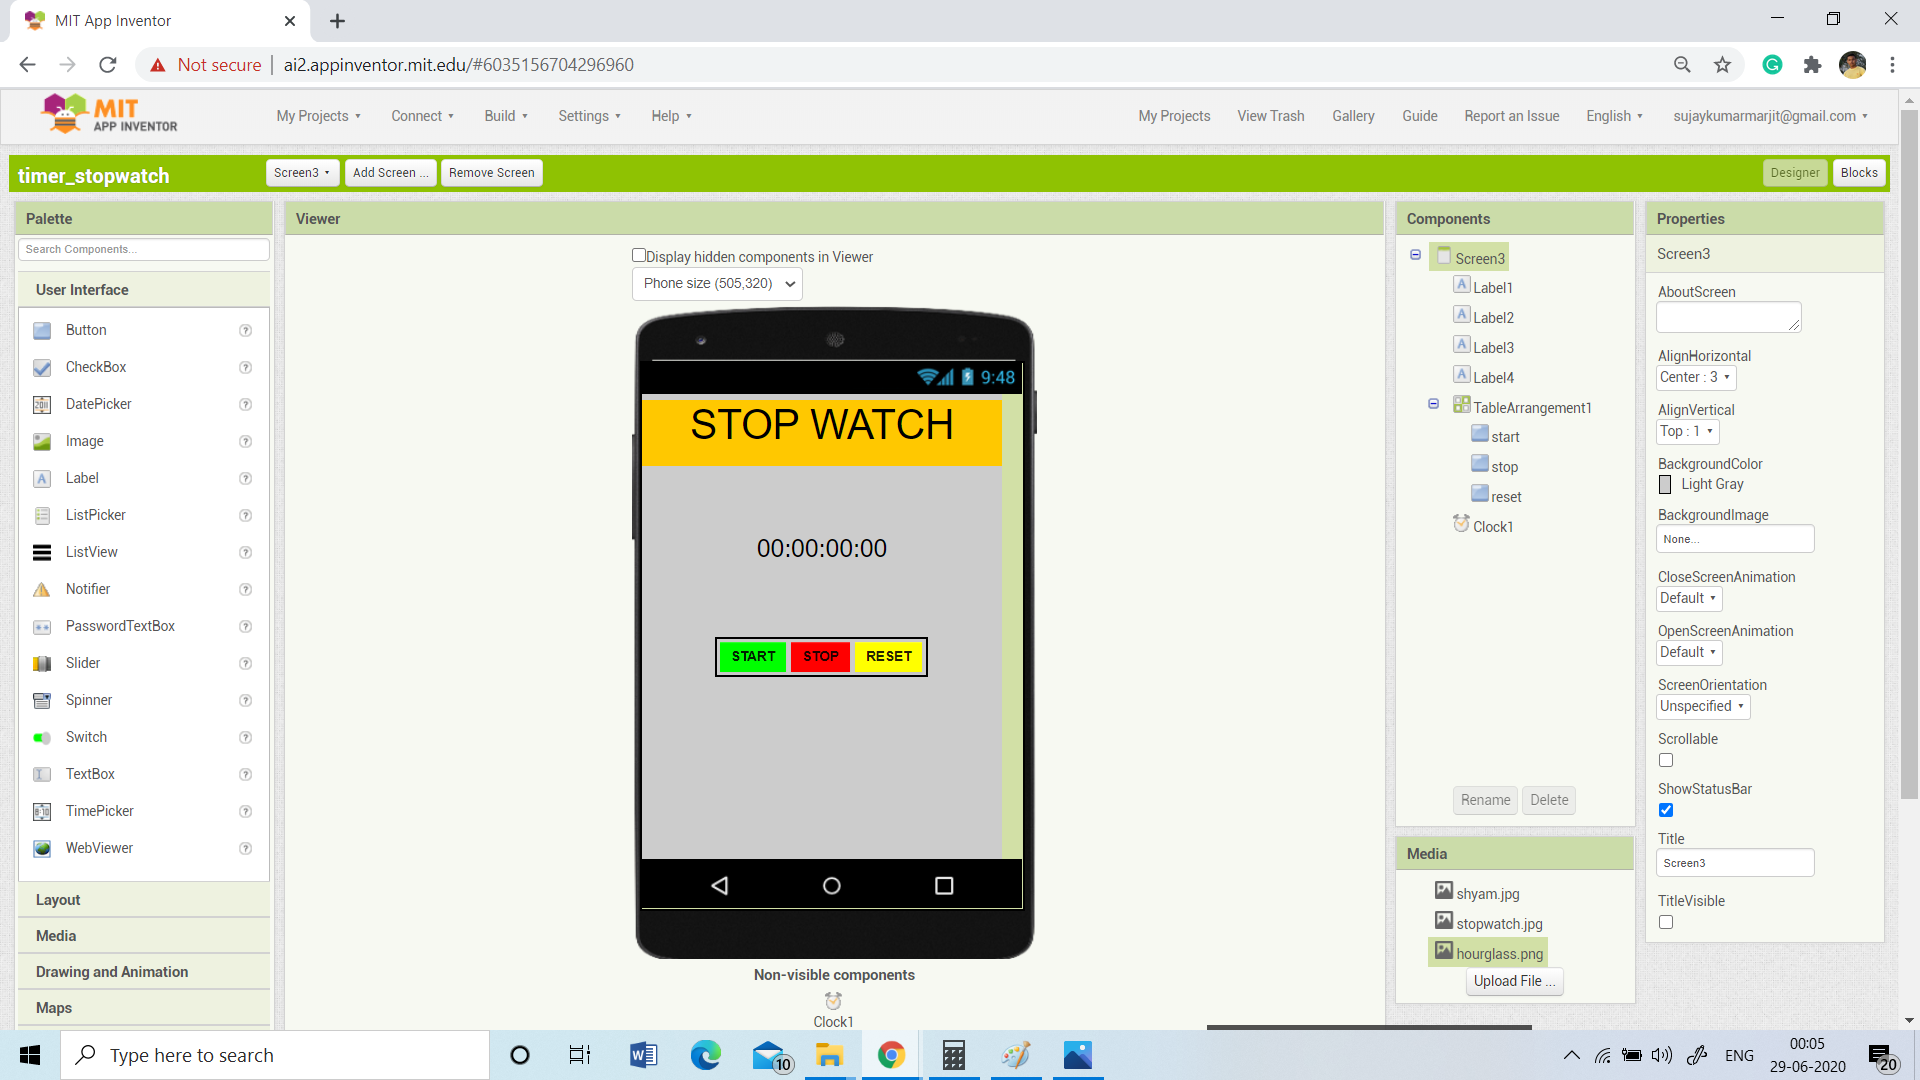 MIT App Inventor
Not secure
ai2.appinventor.mit.edu/#6035156704296960
MIT
APP INVENTOR
My Projects
Connect
Build
Settings
Help
My Projects
View Trash
Gallery
Guide
Report an Issue
English
sujaykumarmarjit@gmail.com
timer_stopwatch
Screen3
Add Screen ...
Remove Screen
Designer
Blocks
Palette
Search Components...
User Interface
Button
CheckBox
DatePicker
Image
Label
ListPicker
ListView
Notifier
PasswordTextBox
Slider
Spinner
Switch
TextBox
TimePicker
WebViewer
Layout
Media
Drawing and Animation
Maps
Viewer
Display hidden components in Viewer
Phone size (505,320)
9:48
STOP WATCH
00:00:00:00
START STOP RESET
Non-visible components
Clock1
Components
Screen3
Label1
Label2
Label3
Label4
TableArrangement1
start
stop
reset
Clock1
Rename
Delete
Media
shyam.jpg
stopwatch.jpg
hourglass.png
Upload File ...
Properties
Screen3
AboutScreen
AlignHorizontal
Center : 3
AlignVertical
Top : 1
BackgroundColor
Light Gray
BackgroundImage
None...
CloseScreenAnimation
Default
OpenScreenAnimation
Default
ScreenOrientation
Unspecified
Scrollable
ShowStatusBar
Title
Screen3
TitleVisible
Type here to search
10
ENG
00:05
29-06-2020
20